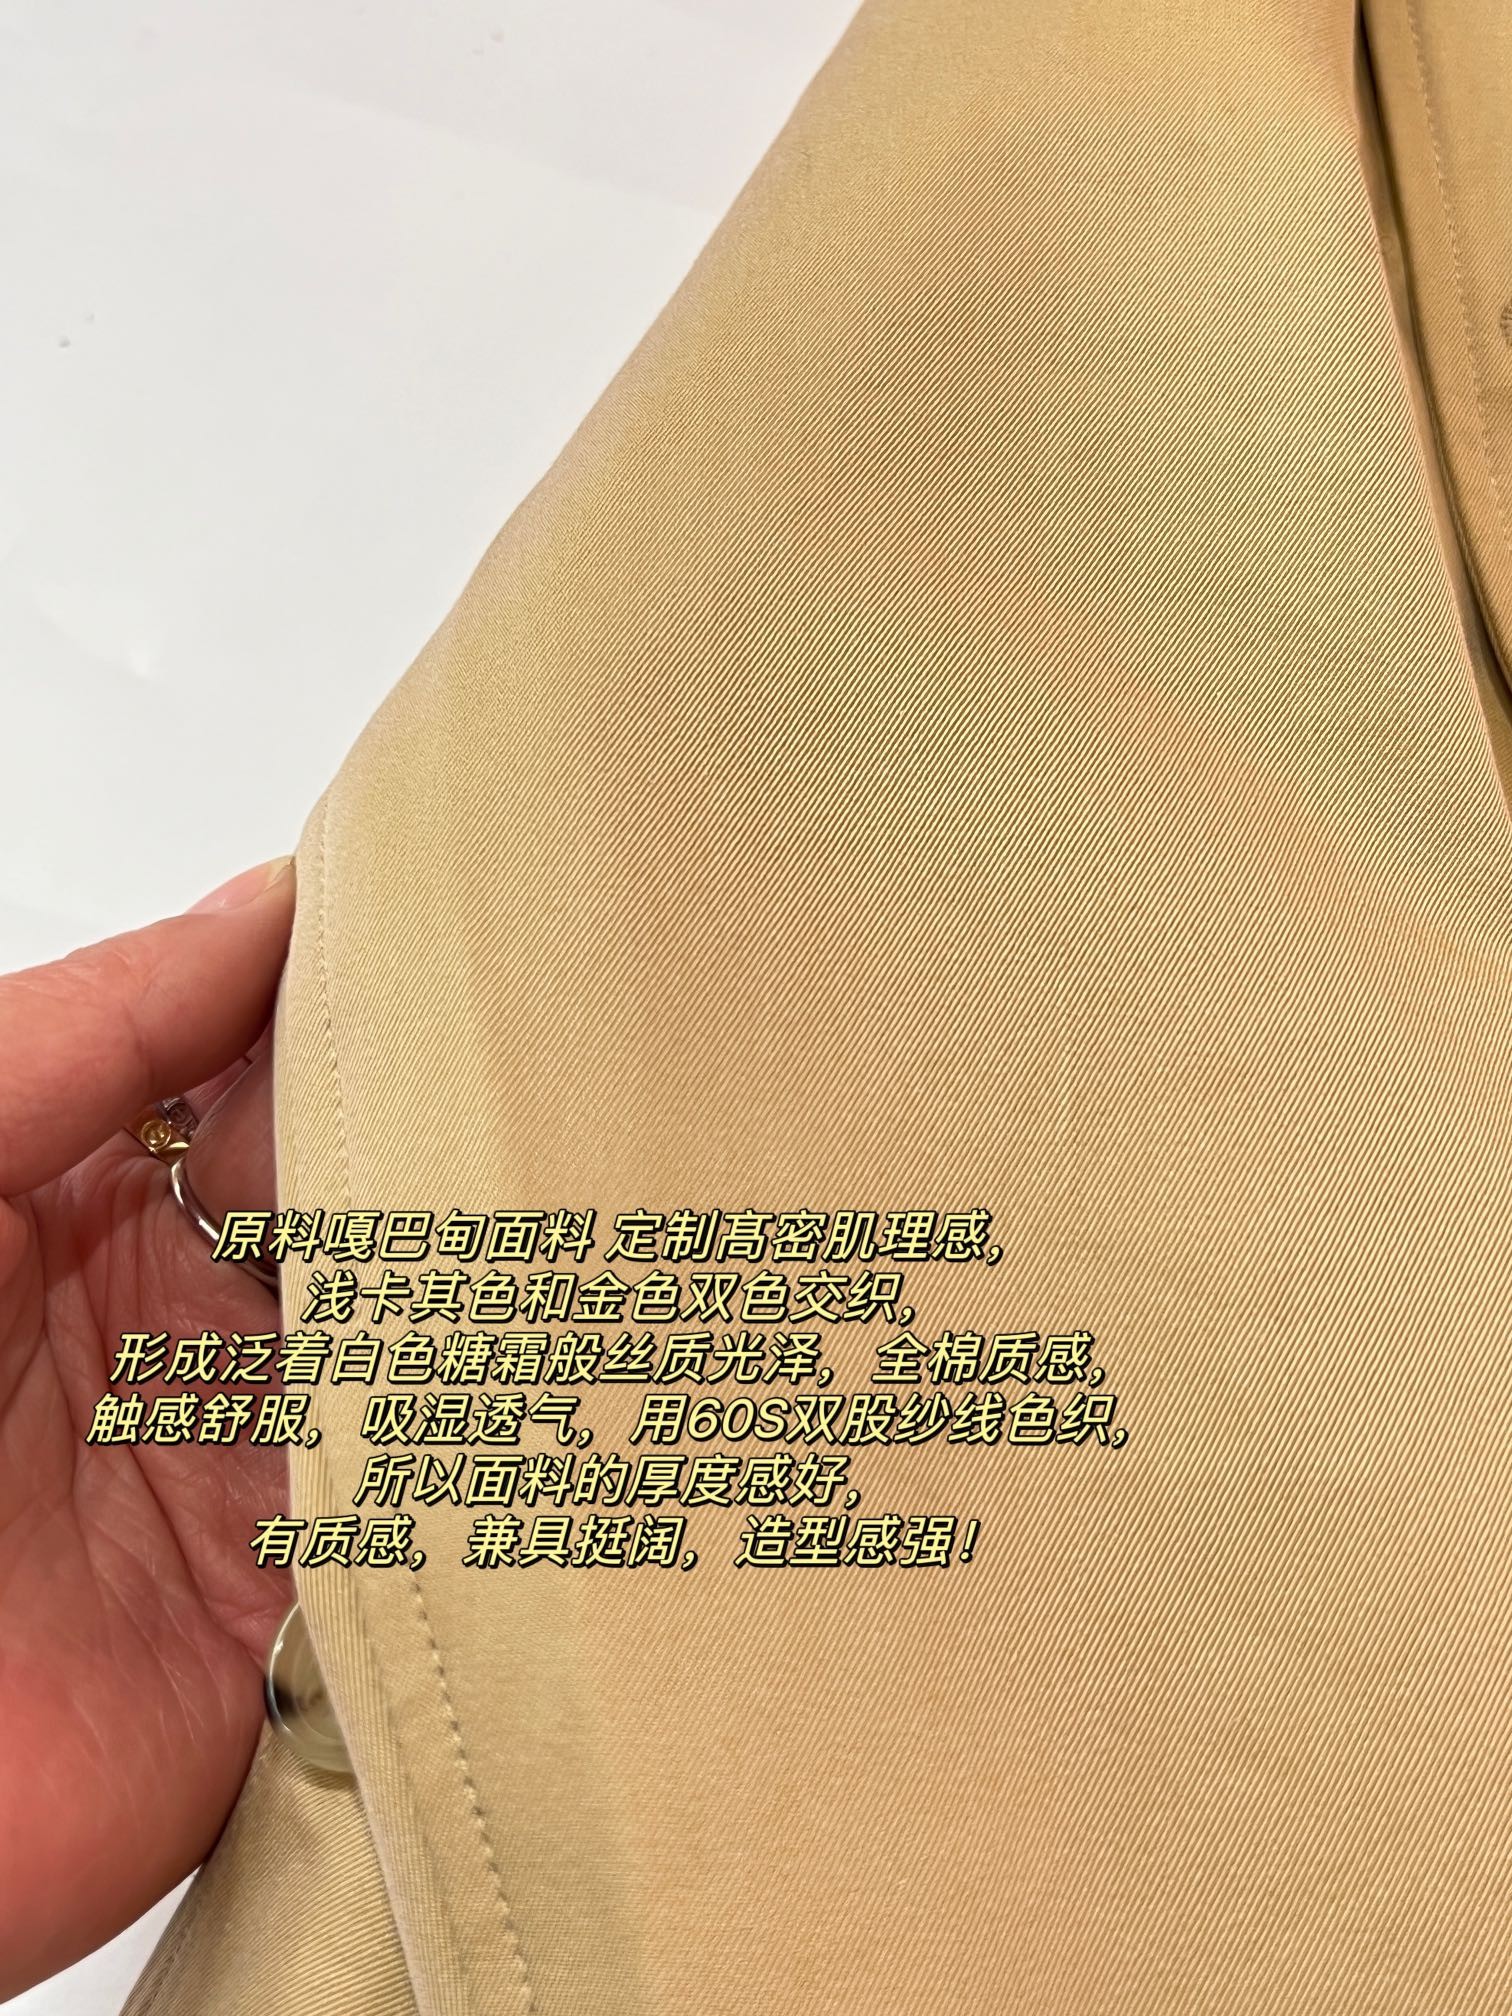 原料嘎巴甸面料 定制髙密肌理感，
浅卡其色和金色双色交织，
形成泛着白色糖霜般丝质光泽，全棉质感，
触感舒服，吸湿透气，用60S双股纱线色织，
所以面料的厚度感好，
有质感，兼具挺阔，造型感强！